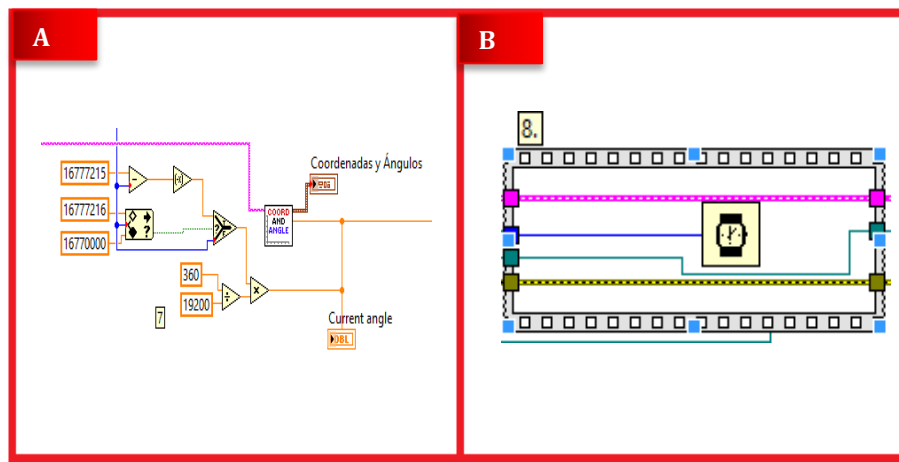 A
B
8.
Coordenadas y Ángulos
16777215
16777216
16770000
COORD
AND
ANGLE
360
19200
7
Current angle
DBL